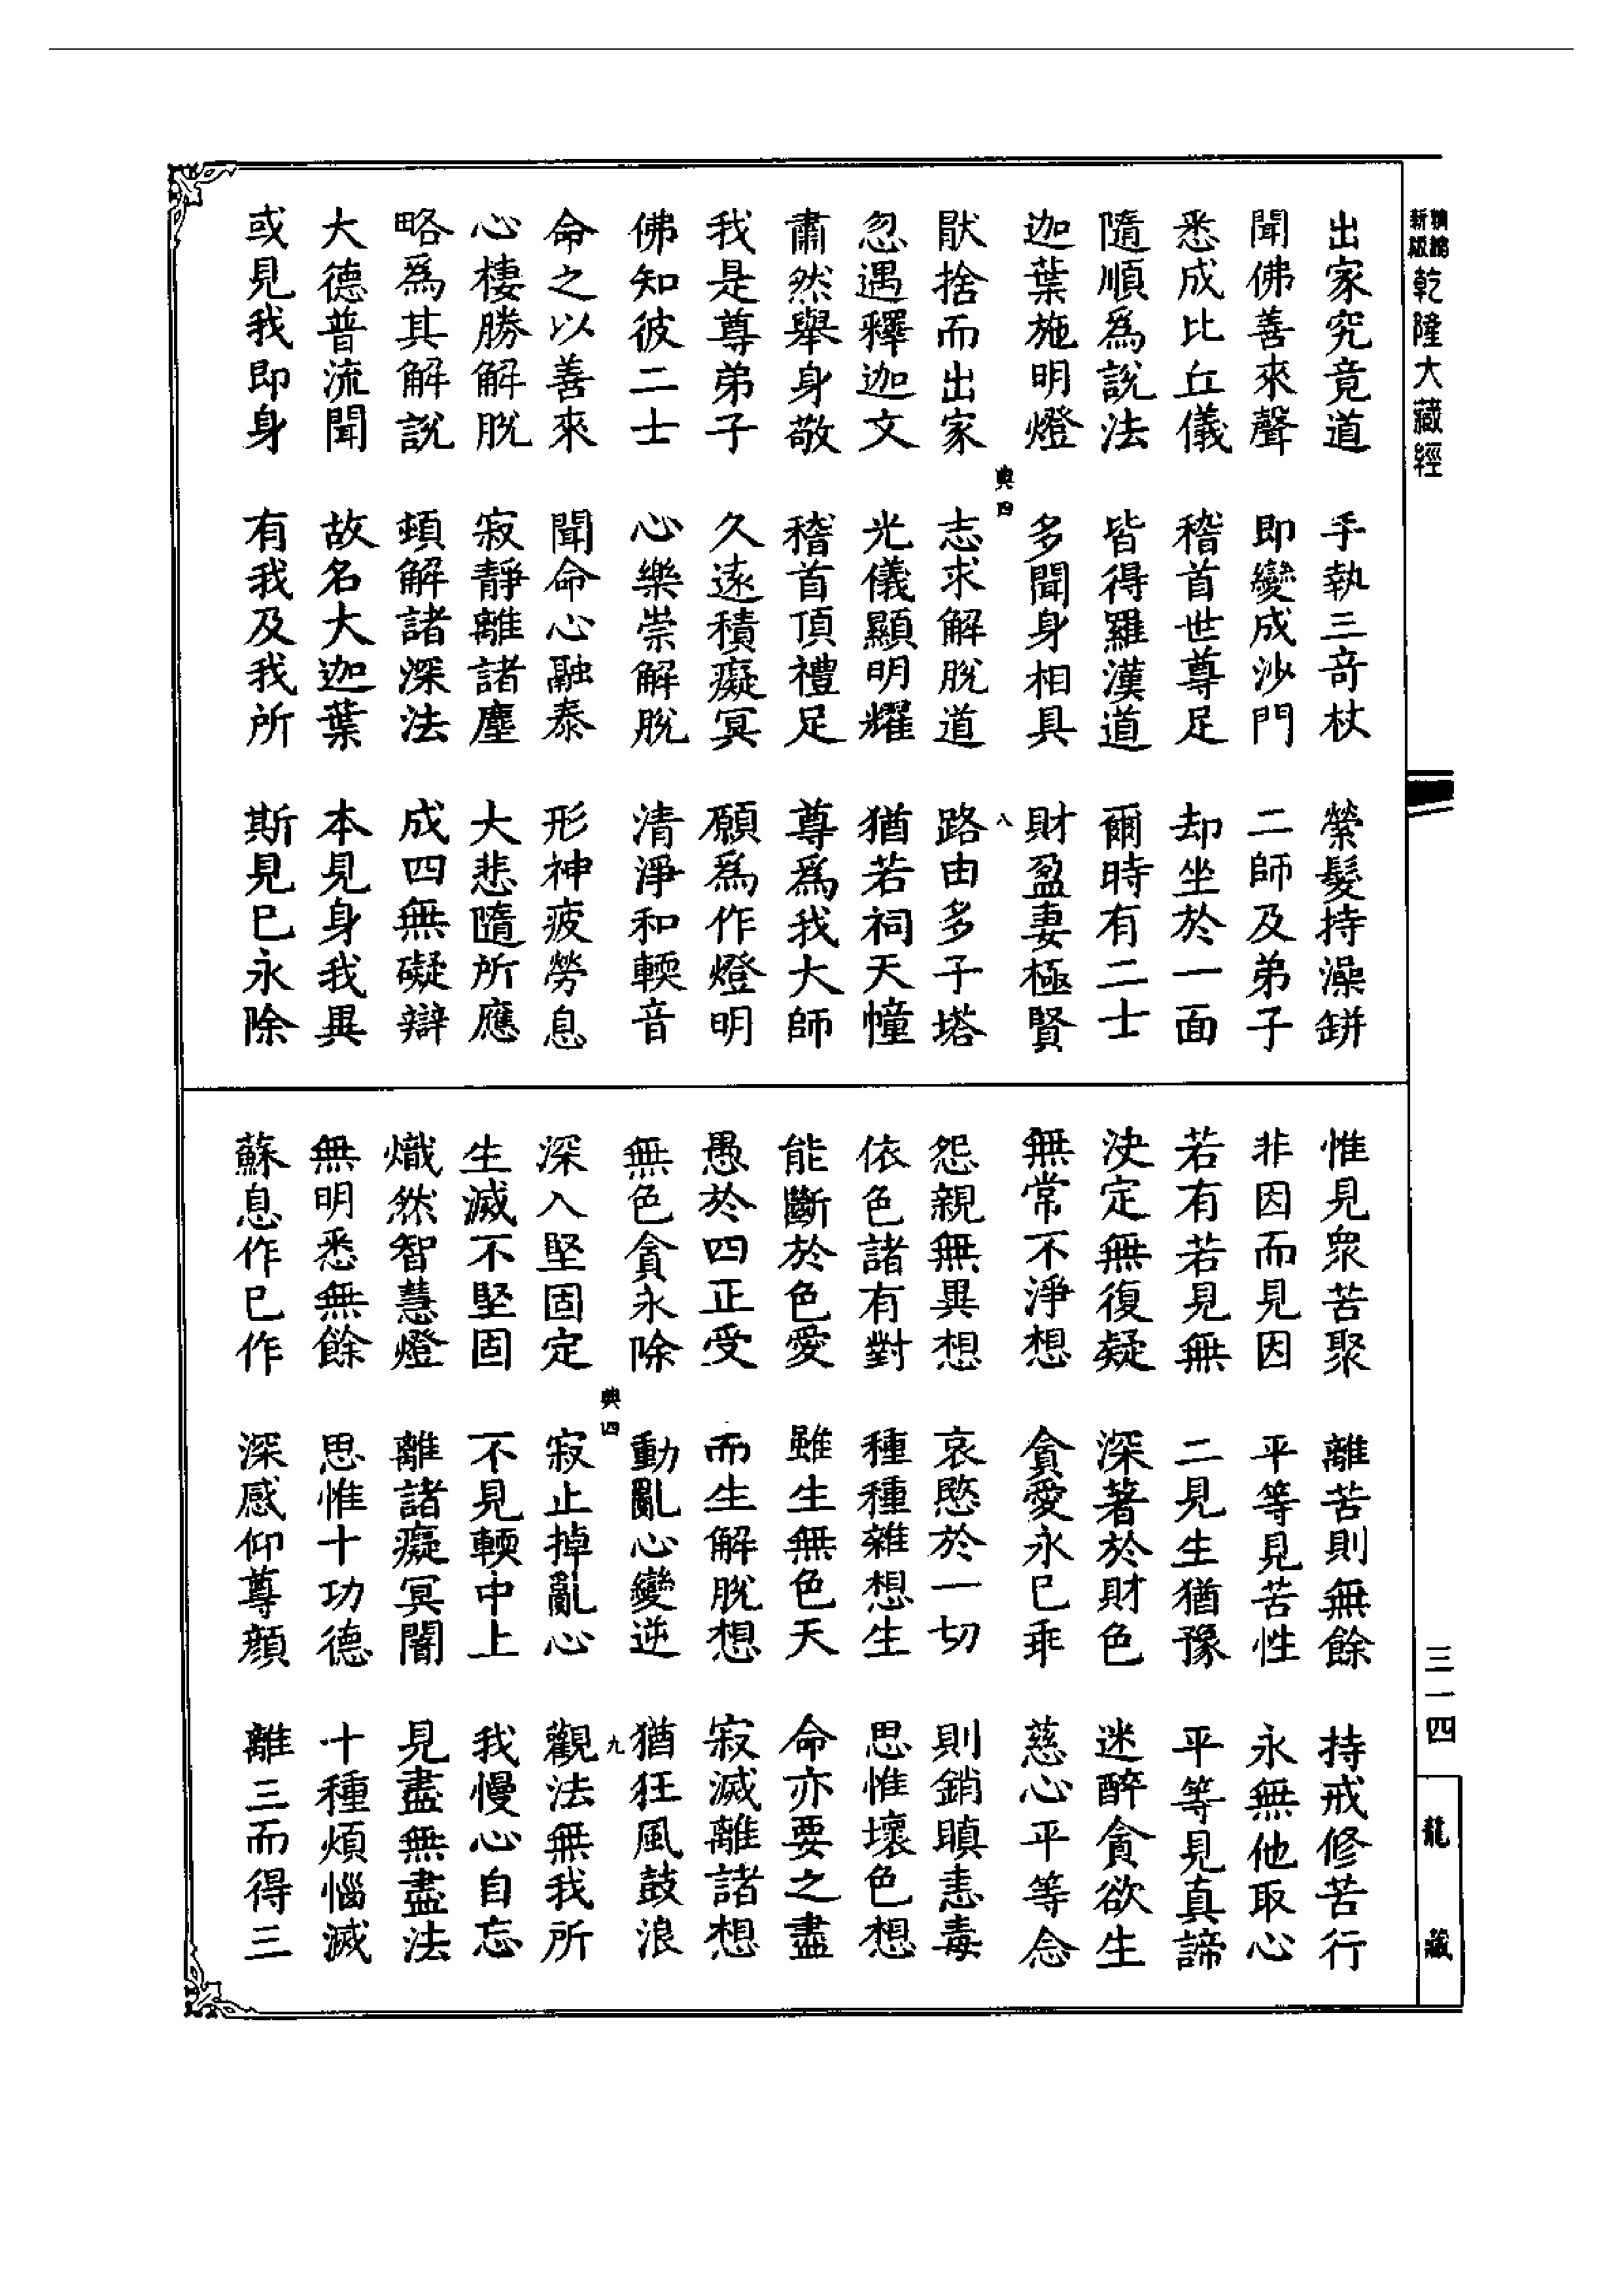 精縮新版乾隆大藏經
出家究竟道　手執三奇杖　縈髮持澡缾
聞佛善來聲　即變成沙門　二師及弟子
悉成比丘儀　稽首世尊足　却坐於一面
隨順爲說法　皆得羅漢道　爾時有二士
迦葉施明燈　多聞身相具　財盈妻極賢
典四　八
厭捨而出家　志求解脫道　路由多子塔
忽遇釋迦文　光儀顯明耀　猶若祠天幢
肅然舉身敬　稽首頂禮足　尊爲我大師
我是尊弟子　久遠積癡冥　願爲作燈明
佛知彼二士　心樂崇解脫　清淨和輭音
命之以善來　聞命心融泰　形神疲勞息
心棲勝解脫　寂靜離諸塵　大悲隨所應
略爲其解說　頓解諸深法　成四無礙辯
大德普流聞　故名大迦葉　本見身我異
或見我即身　有我及我所　斯見已永除
惟見衆苦聚　離苦則無餘　持戒修苦行
非因而見因　平等見苦性　永無他取心
若有若見無　二見生猶豫　平等見真諦
決定無復疑　深著於財色　迷醉貪欲生
無常不淨想　貪愛永已乖　慈心平等念
怨親無異想　哀愍於一切　則銷瞋恚毒
依色諸有對　種種雜想生　思惟壞色想
能斷於色愛　雖生無色天　命亦要之盡
愚於四正受　而生解脫想　寂滅離諸想
無色貪永除　動亂心變逆　猶狂風鼓浪
典四　九
深入堅固定　寂止掉亂心　觀法無我所
生滅不堅固　不見輭中上　我慢心自忘
熾然智慧燈　離諸癡冥闇　見盡無盡法
無明悉無餘　思惟十功德　十種煩惱滅
蘇息作已作　深感仰尊顏　離三而得三
三一四
龍藏